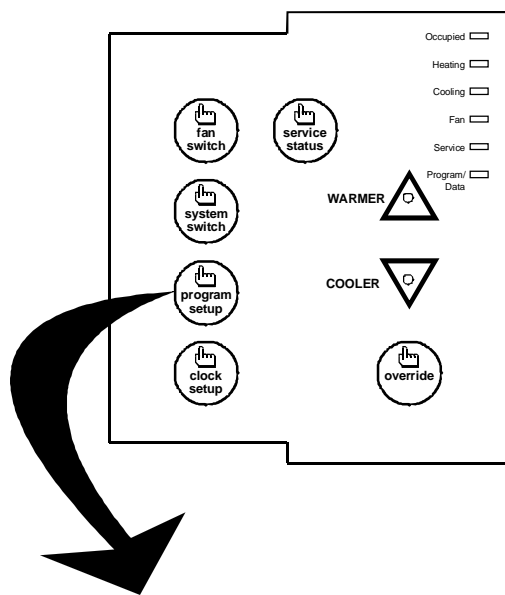 Occupied
Heating
Cooling
Fan
Service
Program/
Data
fan
switch
service
status
system
switch
WARMER
program
setup
COOLER
clock
setup
override